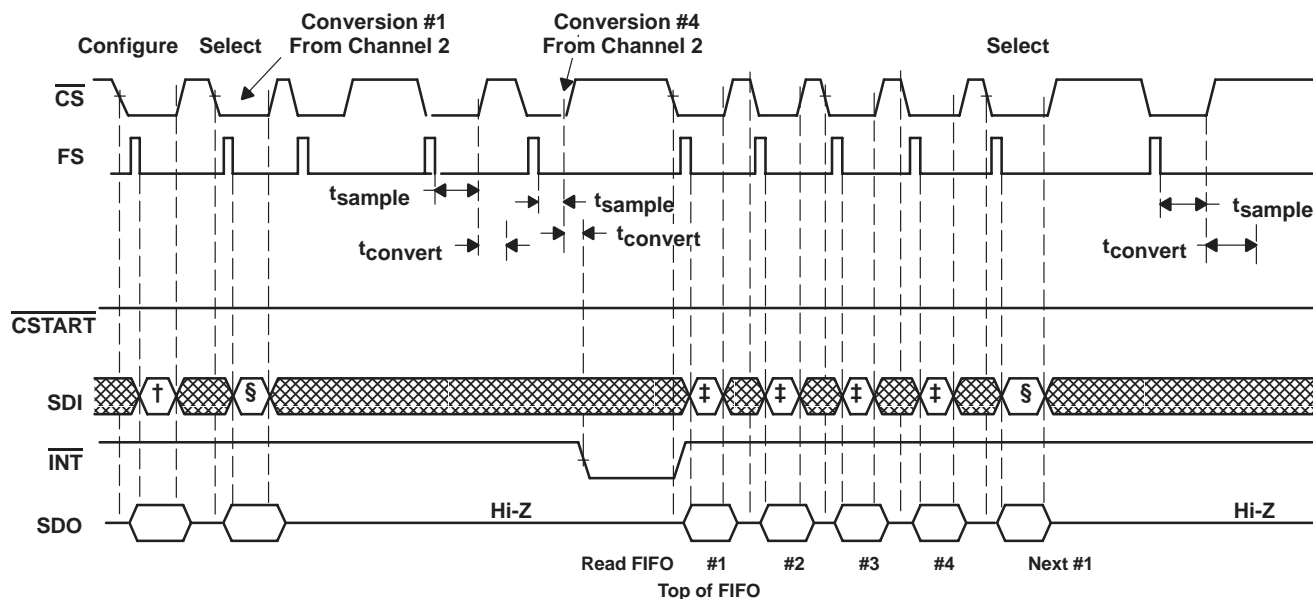 Conversion #1
From Channel 2
Conversion #4
From Channel 2
Configure
Select
Select
CS
FS
tsample
tsample
tsample
tconvert
tconvert
tconvert
CSTART
SDI
†
§
‡
‡
‡
‡
§
INT
Hi-Z
Hi-Z
SDO
Read FIFO
#1
#2
#3
#4
Next #1
Top of FIFO